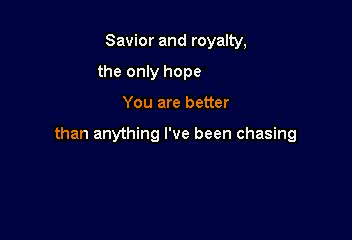 Savior and royalty,
the only hope
You are better
than anything I've been chasing